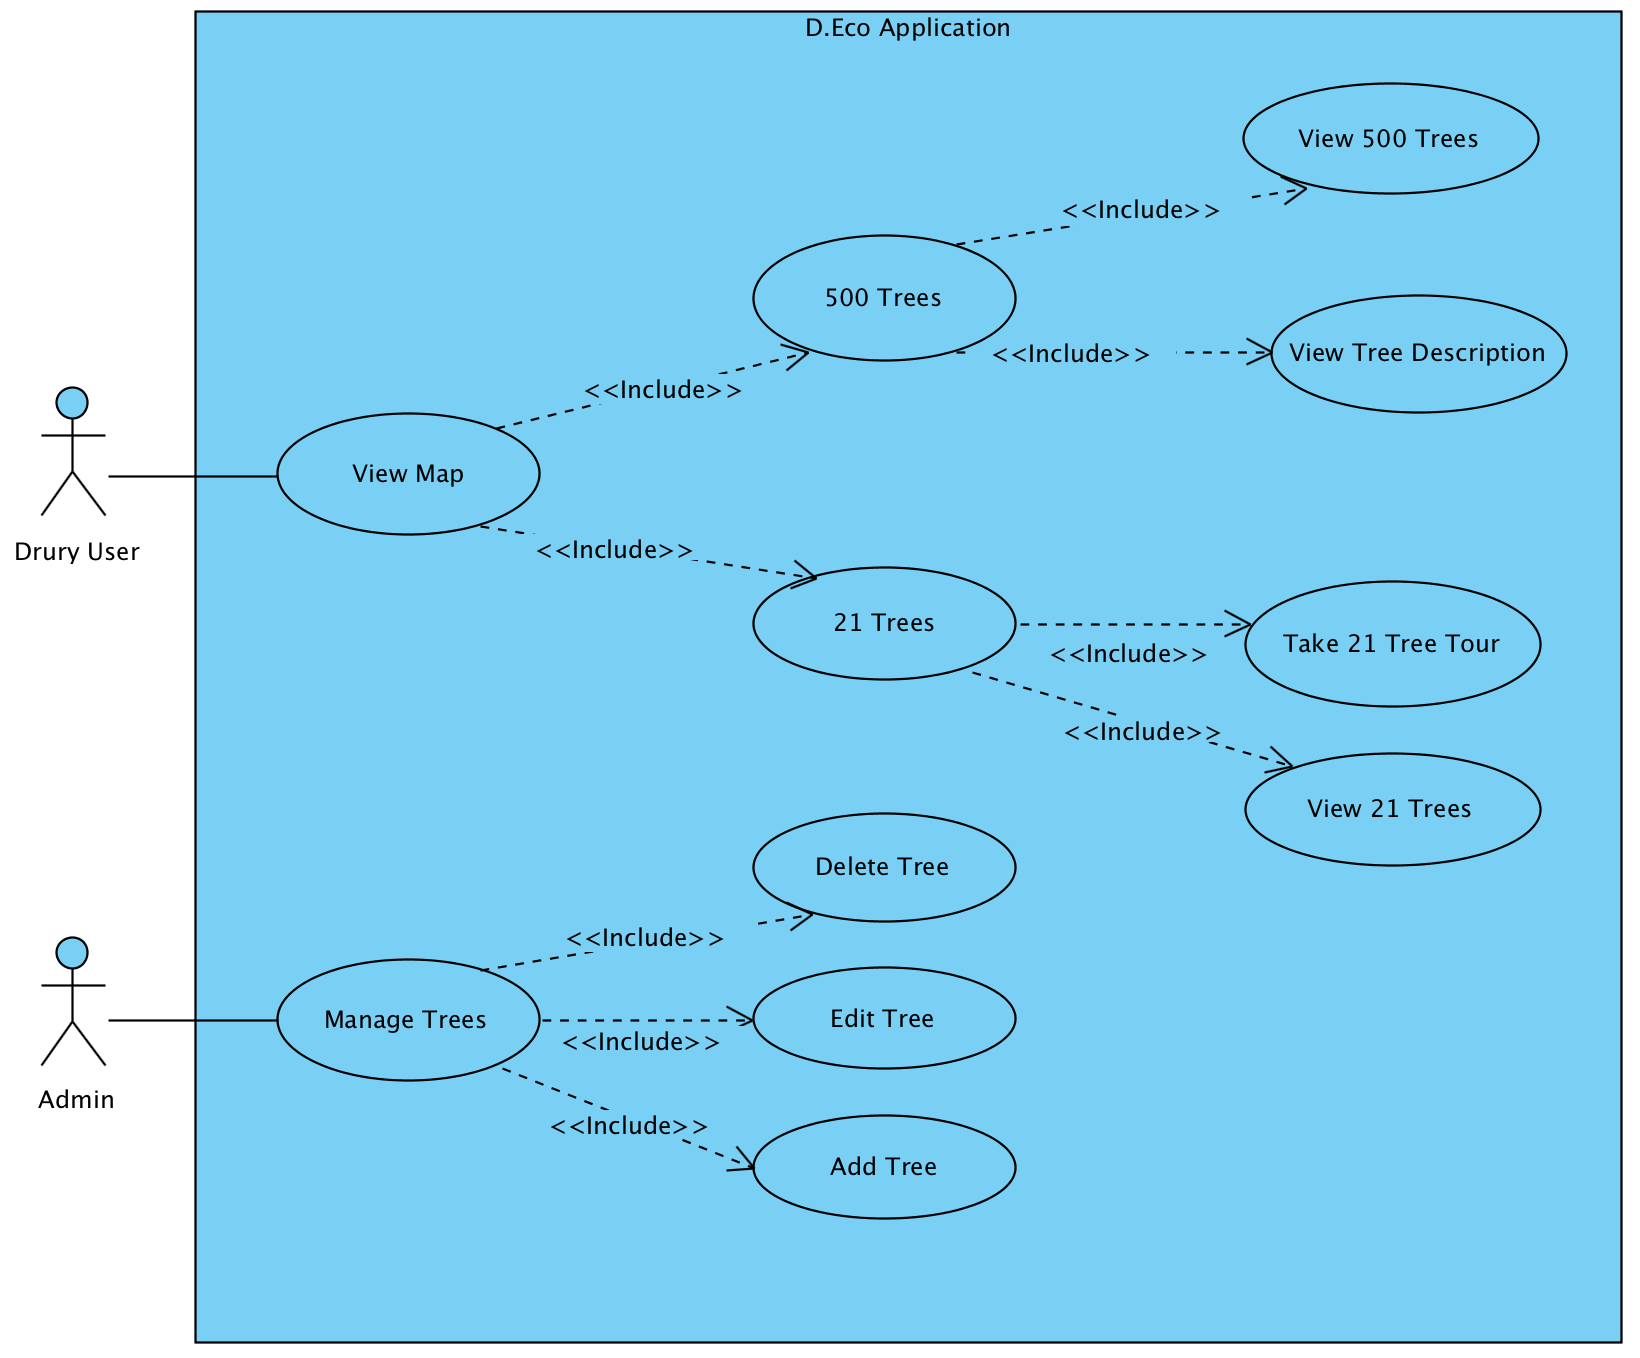 D.Eco Application
View 500 Trees
<<Include>>
500 Trees
<<Include>>
View Tree Description
<<Include>>
View Map
Drury User
<<Include>>
21 Trees
Take 21 Tree Tour
<<Include>>
<<Include>>
View 21 Trees
Delete Tree
<<Include>>
Manage Trees
Edit Tree
<<Include>>
Admin
<<Include>>
Add Tree